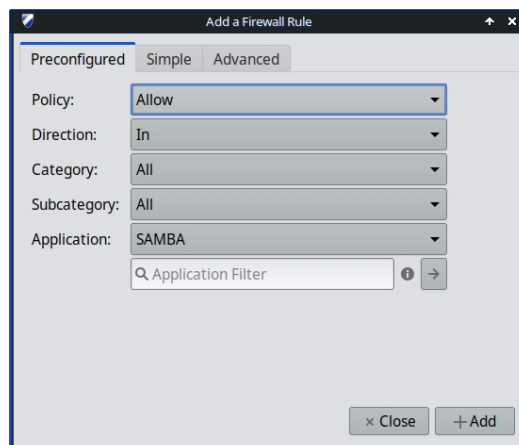 Add a Firewall Rule
Preconfigured Simple Advanced
Policy: Allow
Direction: In
Category: All
Subcategory: All
Application: SAMBA
Application Filter
Close Add